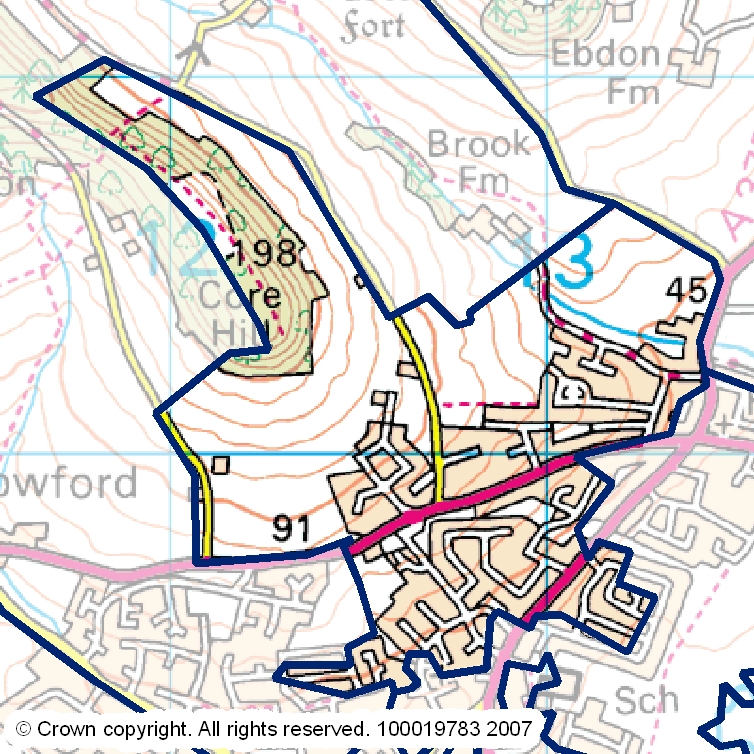 Fort
Ebdon
Fm
Brook
Fm
12
198
13
45
Core
Hill
owford
91
Sch
© Crown copyright. All rights reserved. 100019783 2007